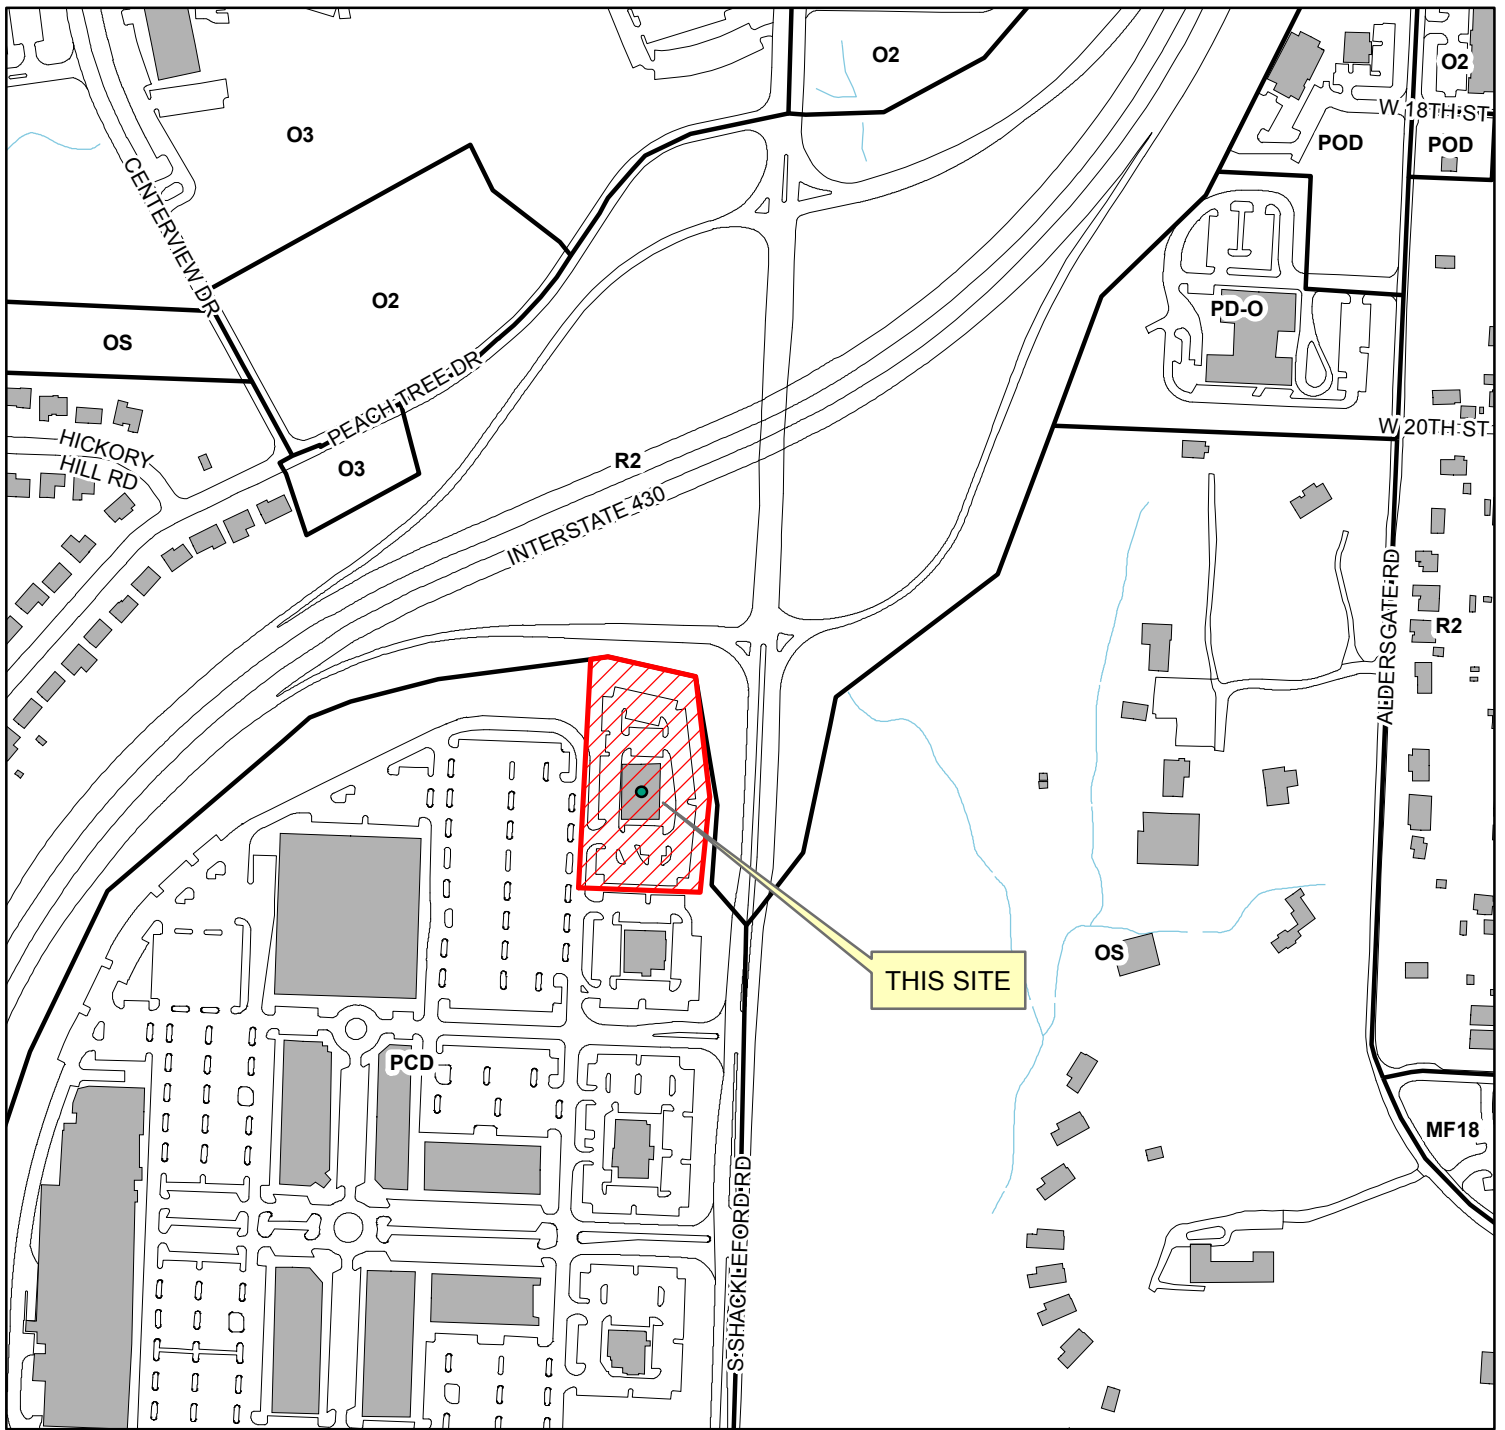 O2
O2
W 18TH ST
O3
POD
POD
CENTERVIEW DR
O2
PD-O
OS
PEACH TREE DR
W 20TH ST
HICKORY
HILL RD
O3
R2
INTERSTATE 430
ALDERSGATE RD
R2
OS
THIS SITE
PCD
MF18
S SHACKLEFORD RD